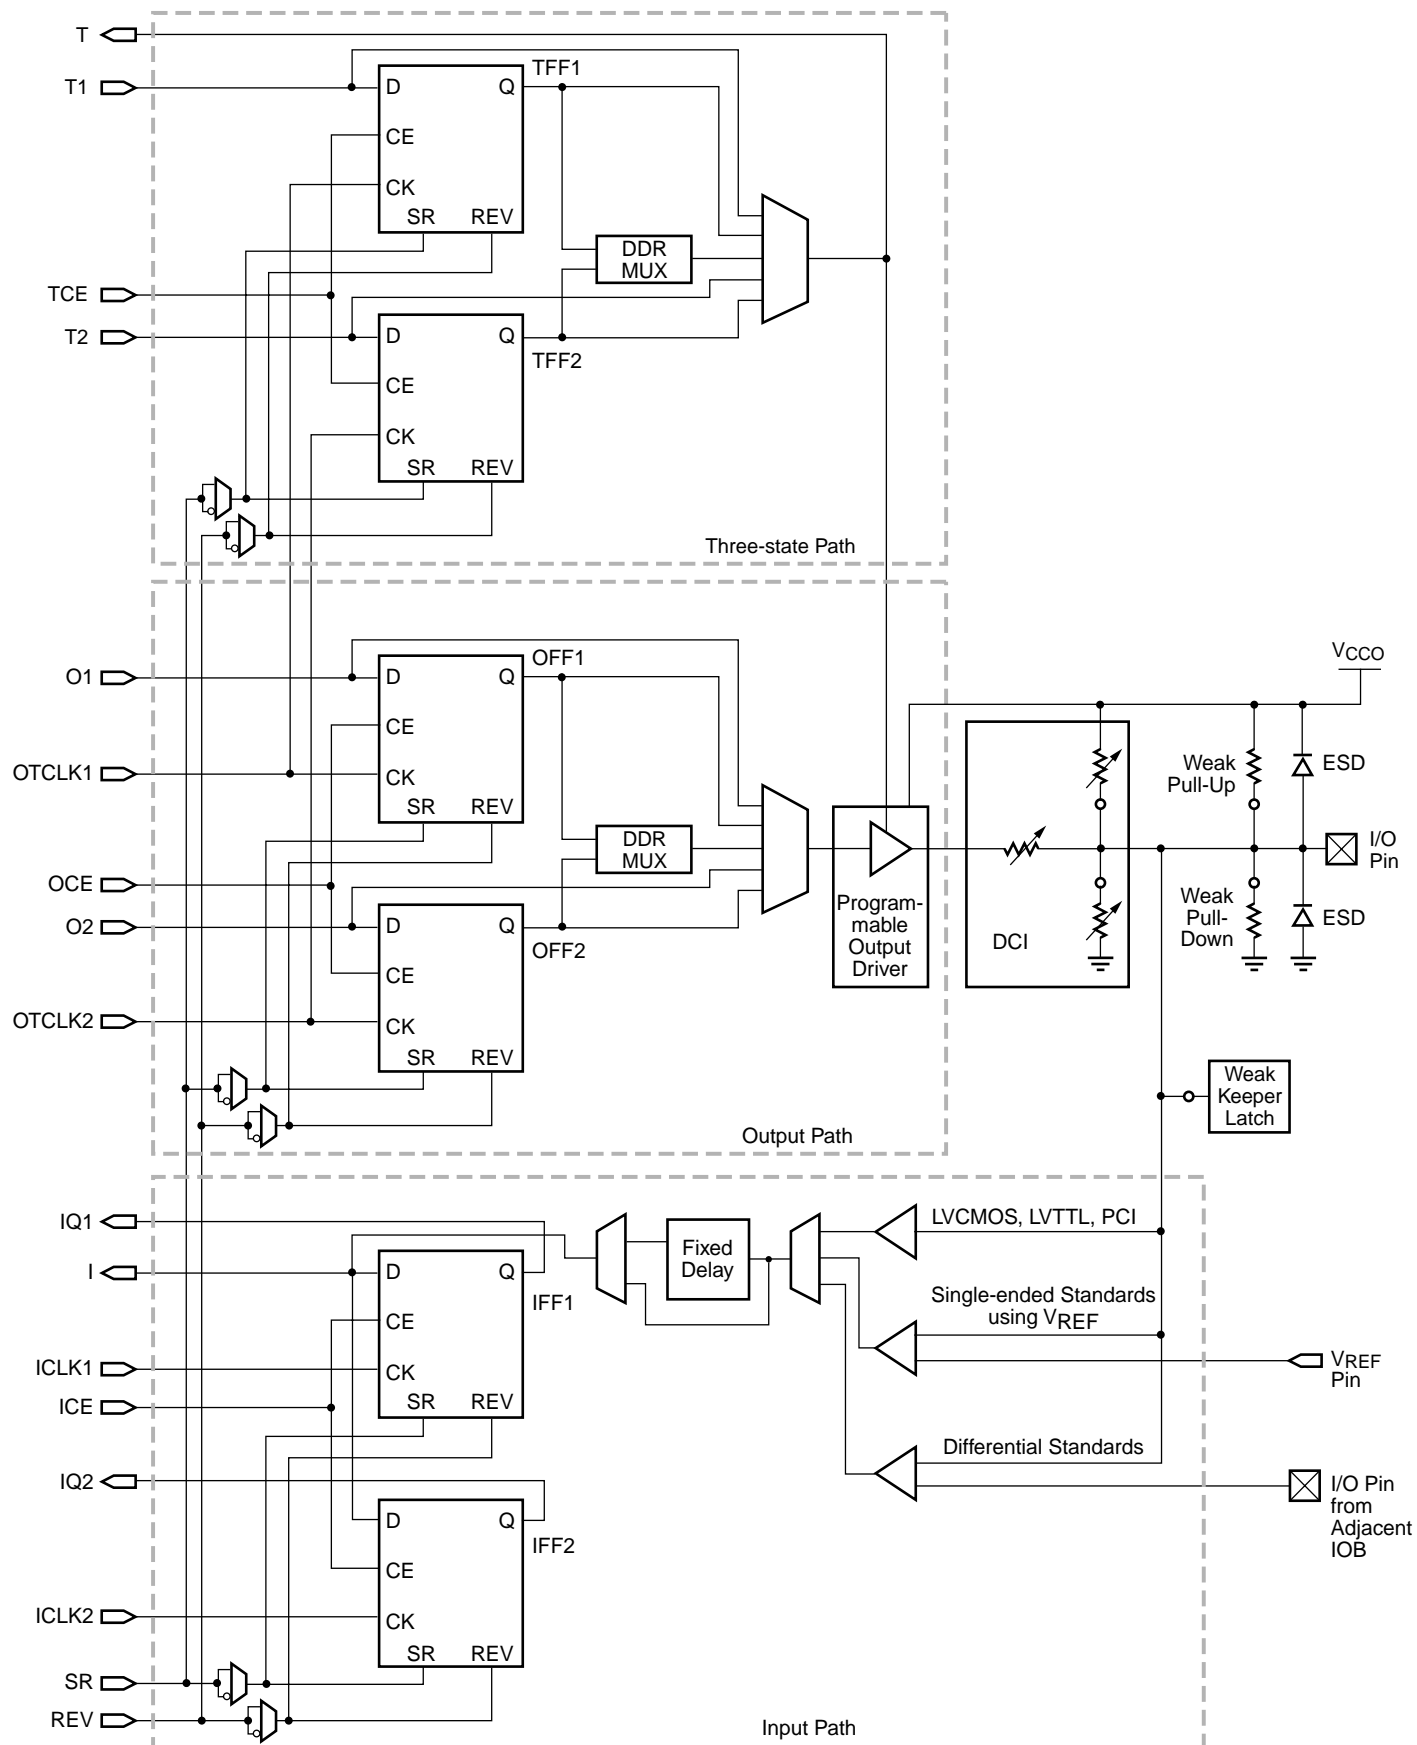 T
T1
TFF1
D
Q
CE
CK
SR
REV
DDR
MUX
TCE
T2
D
Q
TFF2
CE
CK
SR
REV
Three-state Path
O1
OFF1
D
Q
CE
OTCLK1
CK
SR
REV
DDR
MUX
OCE
O2
D
Q
OFF2
CE
OTCLK2
CK
SR
REV
Program-
mable
Output
Driver
DCI
VCCO
Weak
Pull-Up
ESD
I/O
Pin
Weak
Pull-
Down
ESD
Weak
Keeper
Latch
Output Path
IQ1
I
D
Q
IFF1
CE
ICLK1
CK
ICE
SR
REV
Fixed
Delay
LVCMOS, LVTTL, PCI
Single-ended Standards
using VREF
VREF
Pin
Differential Standards
I/O Pin
from
Adjacent
IOB
IQ2
D
Q
IFF2
CE
ICLK2
CK
SR
REV
SR
REV
Input Path